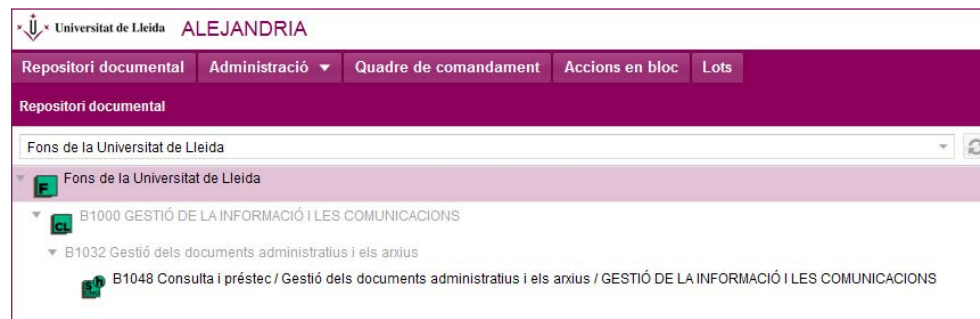 Universitat de Lleida ALEJANDRIA
Repositori documental Administració Quadre de comandament Accions en bloc Lots
Repositori documental
Fons de la Universitat de Lleida
F Fons de la Universitat de Lleida
CL B1000 GESTIÓ DE LA INFORMACIÓ I LES COMUNICACIONS
B1032 Gestió dels documents administratius i els arxius
B1048 Consulta i préstec / Gestió dels documents administratius i els arxius / GESTIÓ DE LA INFORMACIÓ I LES COMUNICACIONS